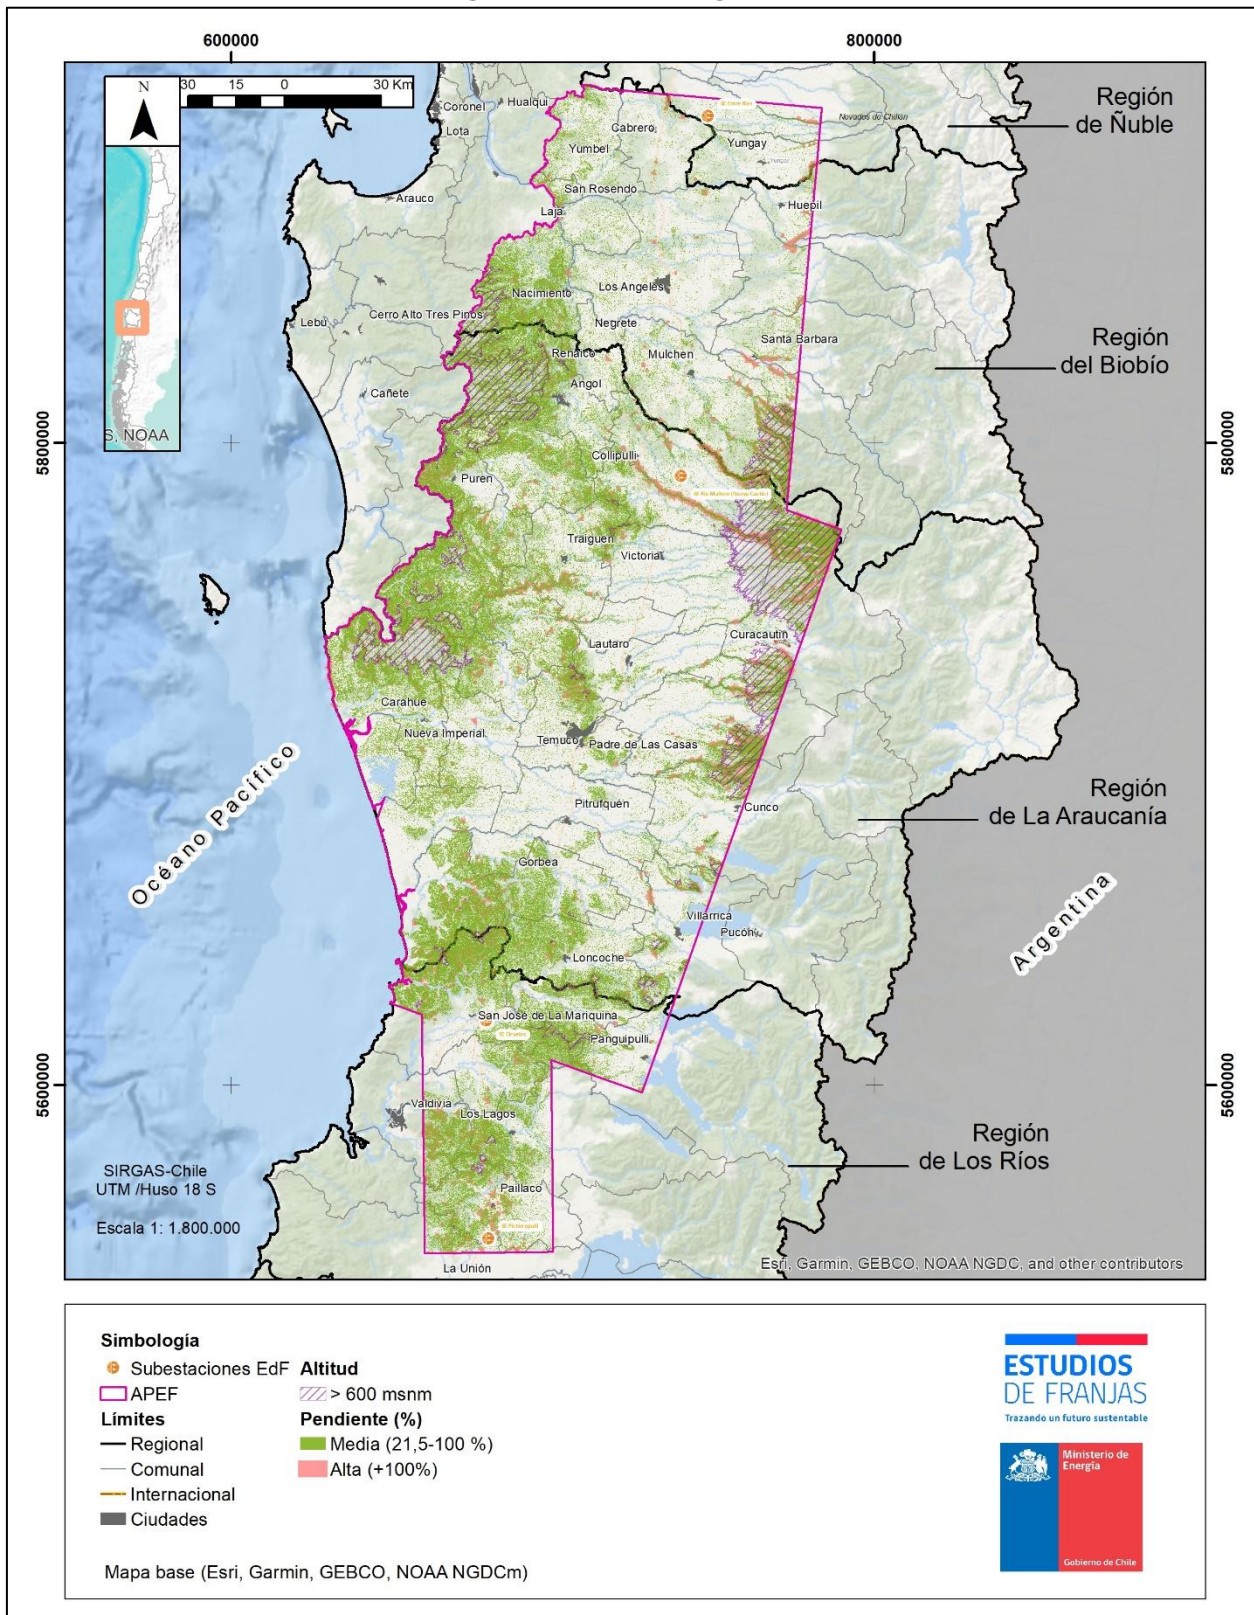 600000
800000
N
30 15 0 30 Km
S, NOAA
Coronel
Hualqui
Lota
Cabrero
Entre Ríos
Nevados de Chillán
Región
de Ñuble
Yumbel
Yungay
Yungay
San Rosendo
Arauco
Laja
Huepil
Nacimiento
Los Angeles
Lebu
Cerro Alto Tres Pinos
Negrete
Santa Barbara
Renaico
Mulchen
Región
del Biobío
Angol
Cañete
5800000
5800000
Collipulli
Puren
Traiguen
Victoria
Curacautín
Lautaro
Carahue
Nueva Imperial
Temuco
Padre de Las Casas
Océano Pacífico
Pitrufquén
Cunco
Región
de La Araucanía
Gorbea
Villarrica
Pucón
Argentina
Loncoche
San José de La Mariquina
Ciruelos
Panguipulli
5600000
5600000
Valdivia
Los Lagos
Región
de Los Ríos
SIRGAS-Chile
UTM /Huso 18 S
Paillaco
Escala 1: 1.800.000
La Unión
Esri, Garmin, GEBCO, NOAA NGDC, and other contributors
Simbología
Subestaciones EdF
APEF
Límites
Regional
Comunal
Internacional
Ciudades
Altitud
> 600 msnm
Pendiente (%)
Media (21,5-100 %)
Alta (+100%)
Mapa base (Esri, Garmin, GEBCO, NOAA NGDCm)
ESTUDIOS
DE FRANJAS
Trazando un futuro sustentable
Ministerio de
Energía
Gobierno de Chile